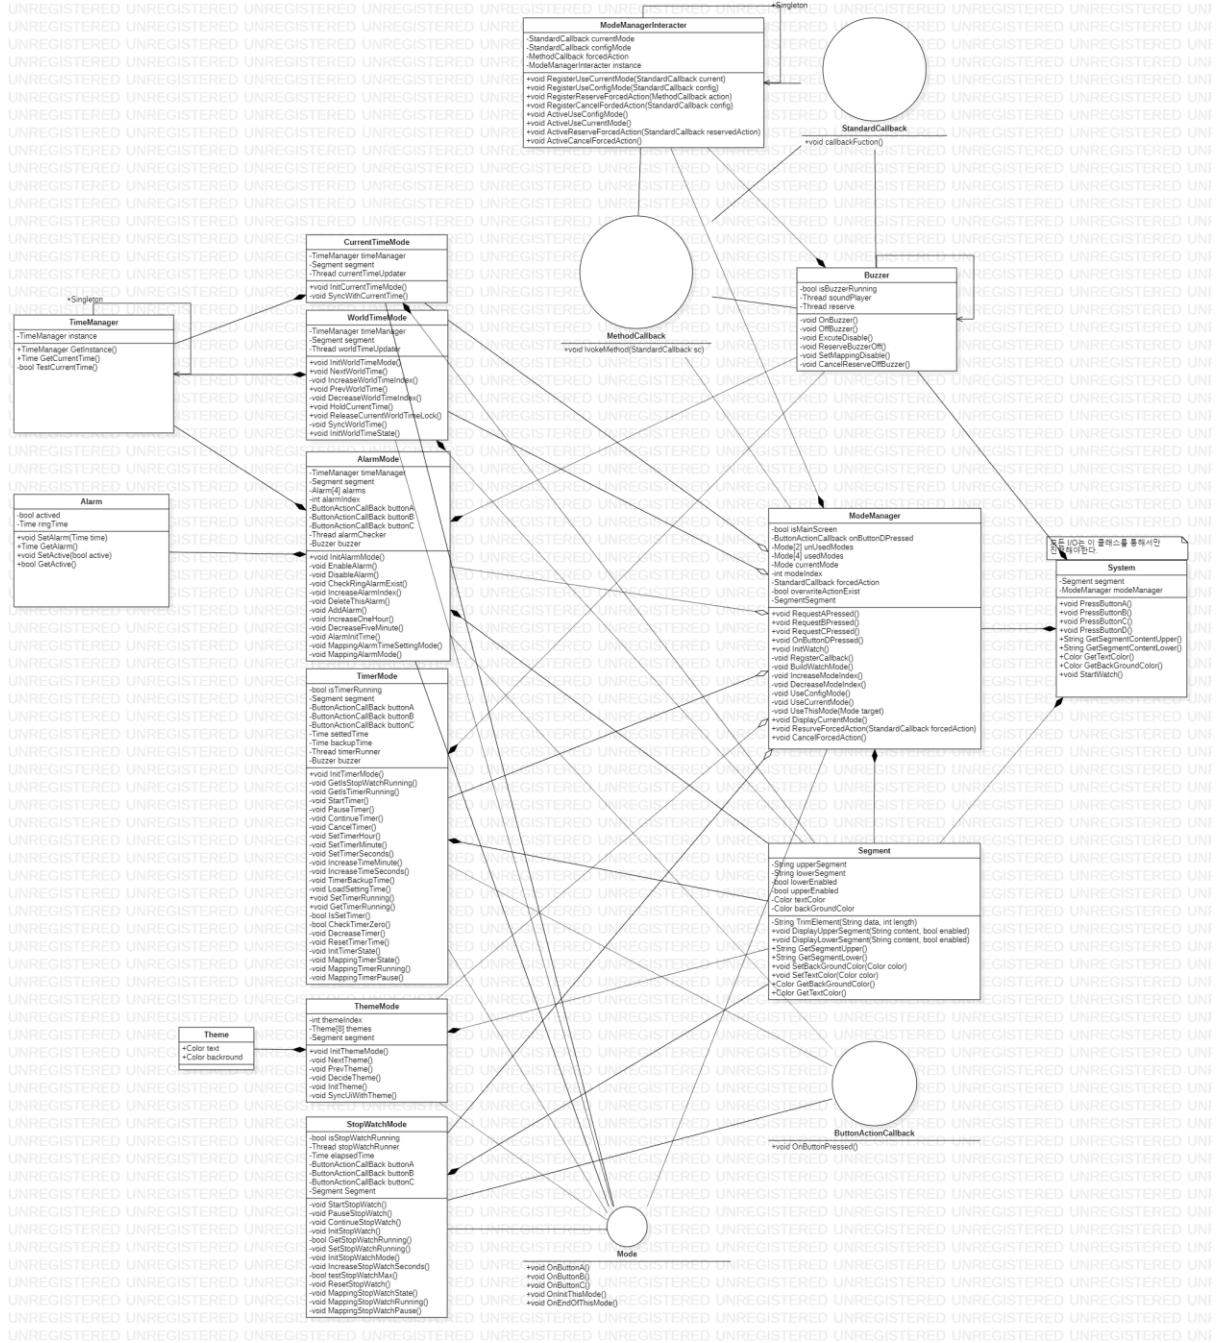 +Singleton
ModeManagerInteracter
-StandardCallback currentMode
-StandardCallback configMode
-MethodCallback forcedAction
-ModeManagerInteracter instance
+void RegisterUseCurrentMode(StandardCallback current)
+void RegisterUseConfigMode(StandardCallback config)
+void RegisterReserveForcedAction(MethodCallback action)
+void RegisterCancelFordedAction(StandardCallback config)
+void ActiveUseConfigMode()
+void ActiveUseCurrentMode()
+void ActiveReserveForcedAction(StandardCallback reservedAction)
+void ActiveCancelForcedAction()
StandardCallback
+void callbackFuction()
MethodCallback
+void IvokeMethod(StandardCallback sc)
Buzzer
-bool isBuzzerRunning
-Thread soundPlayer
-Thread reserve
-void OnBuzzer()
-void OffBuzzer()
-void ExcuteDisable()
-void ReserveBuzzerOff()
-void SetMappingDisable()
-void CancelReserveOffBuzzer()
CurrentTimeMode
-TimeManager timeManager
-Segment segment
-Thread currentTimeUpdater
+void InitCurrentTimeMode()
-void SyncWithCurrentTime()
+Singleton
TimeManager
-TimeManager instance
+TimeManager GetInstance()
+Time GetCurrentTime()
-bool TestCurrentTime()
WorldTimeMode
-TimeManager timeManager
-Segment segment
-Thread worldTimeUpdater
+void InitWorldTimeMode()
+void NextWorldTime()
-void IncreaseWorldTimeIndex()
+void PrevWorldTime()
-void DecreaseWorldTimeIndex()
+void HoldCurrentTime()
+void ReleaseCurrentWorldTimeLock()
-void SyncWorldTime()
+void InitWorldTimeState()
AlarmMode
-TimeManager timeManager
-Segment segment
-Alarm[4] alarms
-int alarmIndex
-ButtonActionCallBack buttonA
-ButtonActionCallBack buttonB
-ButtonActionCallBack buttonC
-Thread alarmChecker
-Buzzer buzzer
+void InitAlarmMode()
-void EnableAlarm()
-void DisableAlarm()
-void CheckRingAlarmExist()
-void IncreaseAlarmIndex()
-void DeleteThisAlarm()
-void AddAlarm()
-void IncreaseOneHour()
-void DecreaseFiveMinute()
-void AlarmInitTime()
-void MappingAlarmTimeSettingMode()
-void MappingAlarmMode()
Alarm
-bool actived
-Time ringTime
+void SetAlarm(Time time)
+Time GetAlarm()
+void SetActive(bool active)
+bool GetActive()
ModeManager
-bool isMainScreen
-ButtonActionCallback onButtonDPressed
-Mode[2] unUsedModes
-Mode[4] usedModes
-Mode currentMode
-int modeIndex
-StandardCallback forcedAction
-bool overwriteActionExist
-SegmentSegment
+void RequestAPressed()
+void RequestBPressed()
+void RequestCPressed()
+void OnButtonDPressed()
+void InitWatch()
-void RegisterCallback()
-void BuildWatchMode()
-void IncreaseModeIndex()
-void DecreaseModeIndex()
-void UseConfigMode()
-void UseCurrentMode()
-void UseThisMode(Mode target)
+void DisplayCurrentMode()
+void ResurveForcedAction(StandardCallback forcedAction)
+void CancelForcedAction()
모든 I/O는 이 클래스를 통해서만
진행해야한다.
System
-Segment segment
-ModeManager modeManager
+void PressButtonA()
+void PressButtonB()
+void PressButtonC()
+void PressButtonD()
+String GetSegmentContentUpper()
+String GetSegmentContentLower()
+Color GetTextColor()
+Color GetBackGroundColor()
+void StartWatch()
TimerMode
-bool isTimerRunning
-Segment segment
-ButtonActionCallBack buttonA
-ButtonActionCallBack buttonB
-ButtonActionCallBack buttonC
-Time settedTime
-Time backupTime
-Thread timerRunner
-Buzzer buzzer
+void InitTimerMode()
-void GetIsStopWatchRunning()
-void GetIsTimerRunning()
-void StartTimer()
-void PauseTimer()
-void ContinueTimer()
-void CancelTimer()
-void SetTimerHour()
-void SetTimerMinute()
-void SetTimerSeconds()
-void IncreaseTimeMinute()
-void IncreaseTimeSeconds()
-void TimerBackupTime()
-void LoadSettingTime()
+void SetTimerRunning()
+void GetTimerRunning()
-bool IsSetTimer()
-bool CheckTimerZero()
-void DecreaseTimer()
-void ResetTimerTime()
-void InitTimerState()
-void MappingTimerState()
-void MappingTimerRunning()
-void MappingTimerPause()
Segment
-String upperSegment
-String lowerSegment
-bool lowerEnabled
-bool upperEnabled
-Color textColor
-Color backGroundColor
-String TrimElement(String data, int length)
+void DisplayUpperSegment(String content, bool enabled)
+void DisplayLowerSegment(String content, bool enabled)
+String GetSegmentUpper()
+String GetSegmentLower()
+void SetBackGroundColor(Color color)
+void SetTextColor(Color color)
+Color GetBackGroundColor()
+Color GetTextColor()
ThemeMode
-int themeIndex
-Theme[8] themes
-Segment segment
+void InitThemeMode()
-void NextTheme()
-void PrevTheme()
-void DecideTheme()
-void InitTheme()
-void SyncUiWithTheme()
Theme
+Color text
+Color backround
ButtonActionCallback
+void OnButtonPressed()
StopWatchMode
-bool isStopWatchRunning
-Thread stopWatchRunner
-Time elapsedTime
-ButtonActionCallBack buttonA
-ButtonActionCallBack buttonB
-ButtonActionCallBack buttonC
-Segment Segment
-void StartStopWatch()
-void PauseStopWatch()
-void ContinueStopWatch()
-void InitStopWatch()
-bool GetStopWatchRunning()
-void SetStopWatchRunning()
-void InitStopWatchMode()
-void IncreaseStopWatchSeconds()
-bool testStopWatchMax()
-void ResetStopWatch()
-void MappingStopWatchState()
-void MappingStopWatchRunning()
-void MappingStopWatchPause()
Mode
+void OnButtonA()
+void OnButtonB()
+void OnButtonC()
+void OnInitThisMode()
+void OnEndOfThisMode()